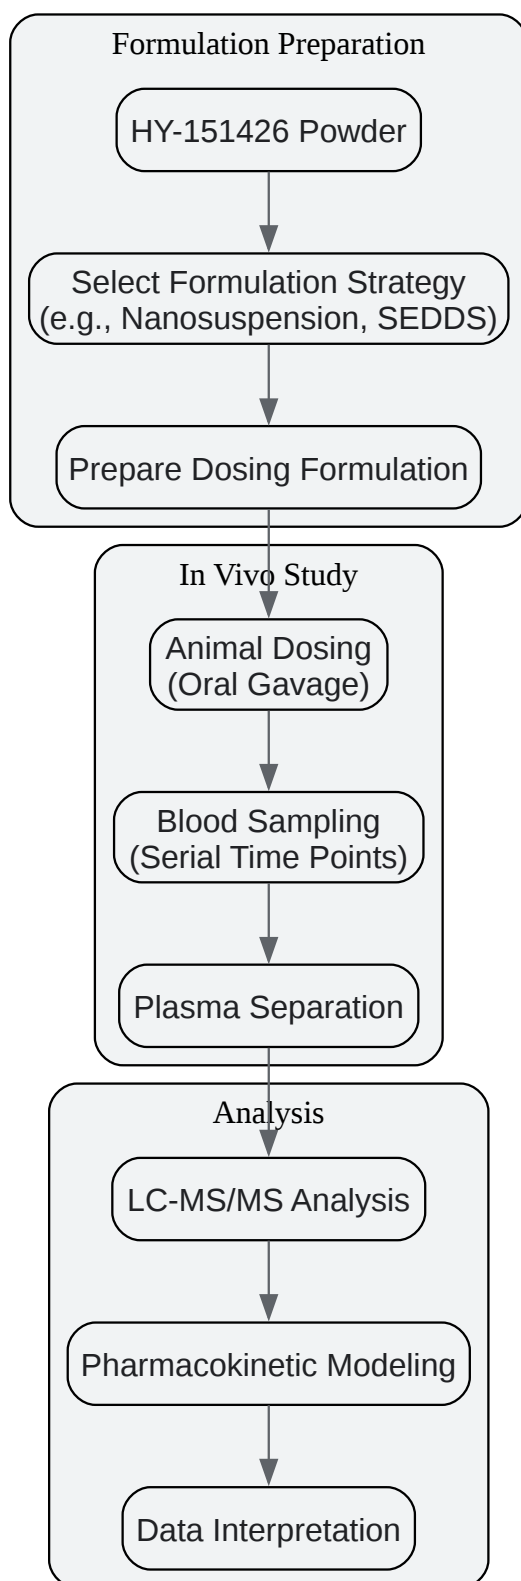 Formulation Preparation
HY-151426 Powder
Select Formulation Strategy
(e.g., Nanosuspension, SEDDS)
Prepare Dosing Formulation
In Vivo Study
Animal Dosing
(Oral Gavage)
Blood Sampling
(Serial Time Points)
Plasma Separation
Analysis
LC-MS/MS Analysis
Pharmacokinetic Modeling
Data Interpretation